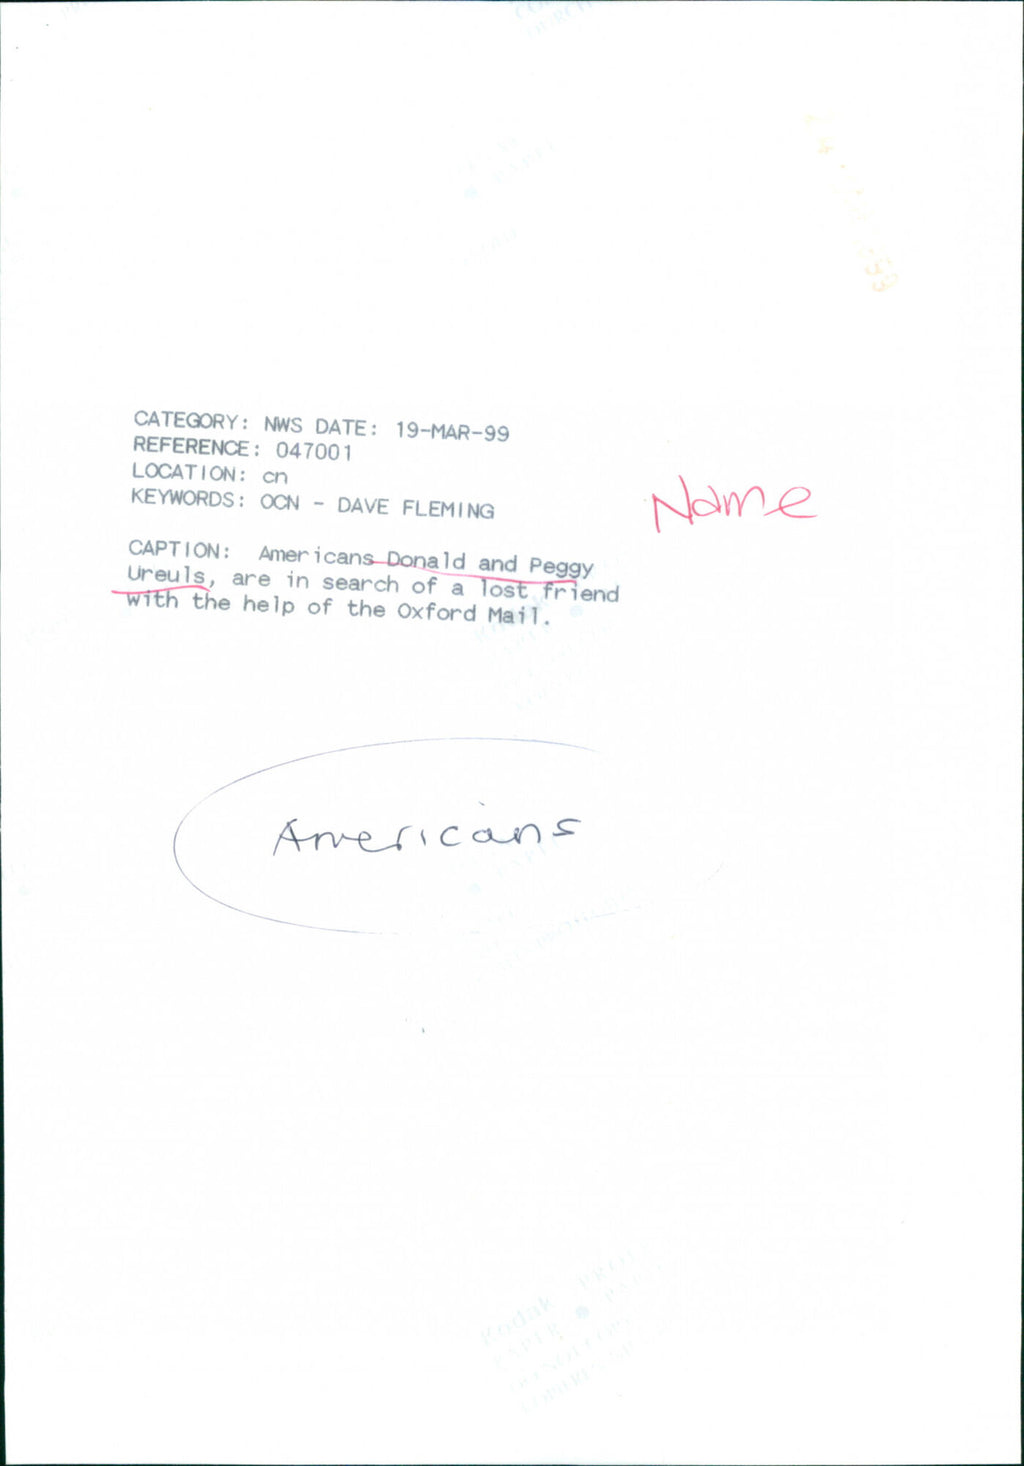 CATEGORY: NWS DATE: 19-MAR-99
REFERENCE: 047001
LOCATION: cn
KEYWORDS: OCN - DAVE FLEMING
Name
CAPTION: Americans Donald and Peggy
Ureuls, are in search of a lost friend
with the help of the Oxford Mail.
Americans
Kodak